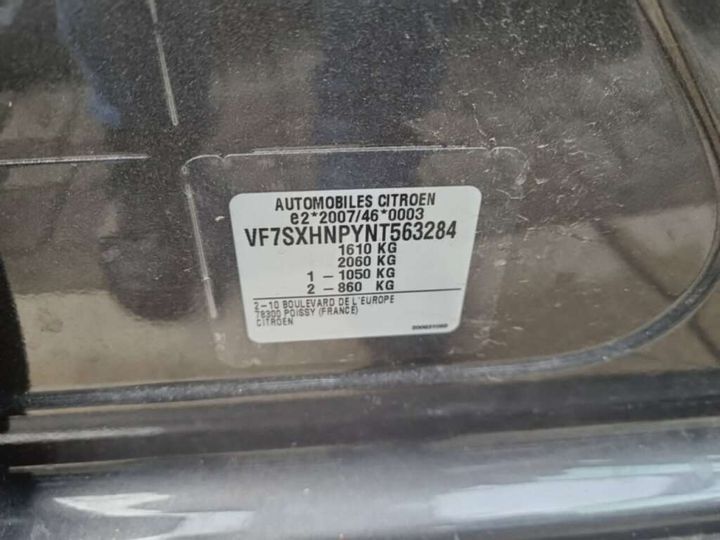 AUTOMOBILES CITROEN
e2*2007/46*0003
VF7SXHNPYNT563284
1610 KG
2060 KG
1 – 1050 KG
2 – 860 KG
2–10 BOULEVARD DE L'EUROPE
78300 POISSY (FRANCE)
CITROEN